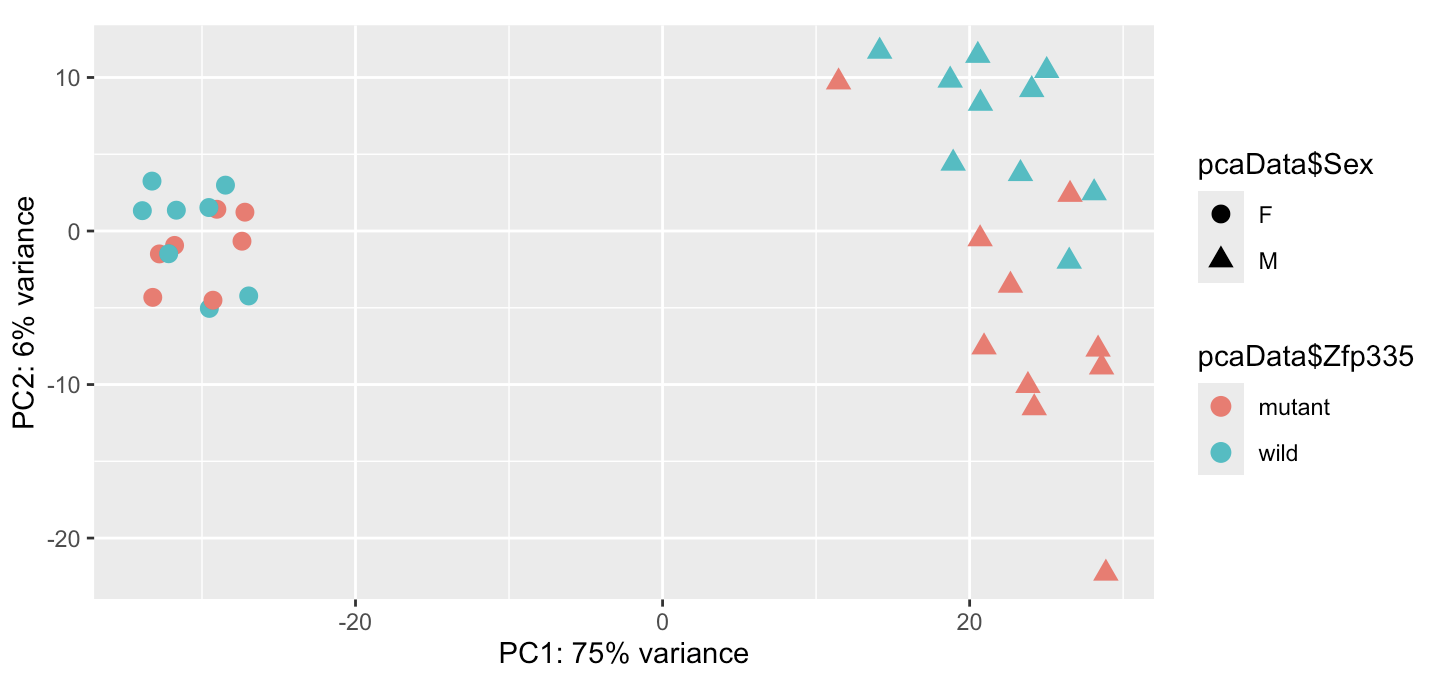 10
0
-10
-20
PC2: 6% variance
-20
0
20
PC1: 75% variance
pcaData$Sex
F
M
pcaData$Zfp335
mutant
wild